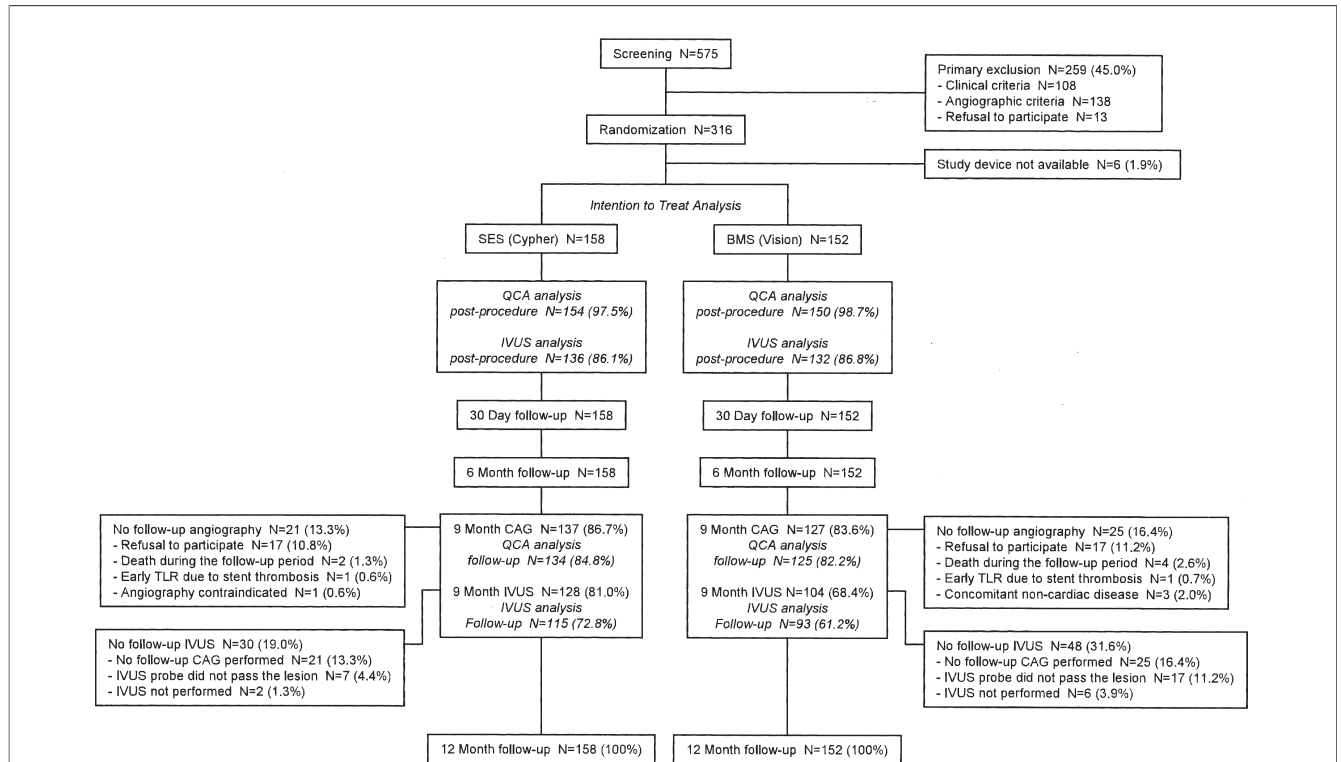 Screening N=575
Primary exclusion N=259 (45.0%)
- Clinical criteria N=108
- Angiographic criteria N=138
- Refusal to participate N=13
Randomization N=316
Study device not available N=6 (1.9%)
Intention to Treat Analysis
SES (Cypher) N=158
BMS (Vision) N=152
QCA analysis
post-procedure N=154 (97.5%)
IVUS analysis
post-procedure N=136 (86.1%)
QCA analysis
post-procedure N=150 (98.7%)
IVUS analysis
post-procedure N=132 (86.8%)
30 Day follow-up N=158
30 Day follow-up N=152
6 Month follow-up N=158
6 Month follow-up N=152
No follow-up angiography N=21 (13.3%)
- Refusal to participate N=17 (10.8%)
- Death during the follow-up period N=2 (1.3%)
- Early TLR due to stent thrombosis N=1 (0.6%)
- Angiography contraindicated N=1 (0.6%)
9 Month CAG N=137 (86.7%)
QCA analysis
follow-up N=134 (84.8%)
9 Month IVUS N=128 (81.0%)
IVUS analysis
Follow-up N=115 (72.8%)
9 Month CAG N=127 (83.6%)
QCA analysis
follow-up N=125 (82.2%)
9 Month IVUS N=104 (68.4%)
IVUS analysis
Follow-up N=93 (61.2%)
No follow-up angiography N=25 (16.4%)
- Refusal to participate N=17 (11.2%)
- Death during the follow-up period N=4 (2.6%)
- Early TLR due to stent thrombosis N=1 (0.7%)
- Concomitant non-cardiac disease N=3 (2.0%)
No follow-up IVUS N=30 (19.0%)
- No follow-up CAG performed N=21 (13.3%)
- IVUS probe did not pass the lesion N=7 (4.4%)
- IVUS not performed N=2 (1.3%)
No follow-up IVUS N=48 (31.6%)
- No follow-up CAG performed N=25 (16.4%)
- IVUS probe did not pass the lesion N=17 (11.2%)
- IVUS not performed N=6 (3.9%)
12 Month follow-up N=158 (100%)
12 Month follow-up N=152 (100%)